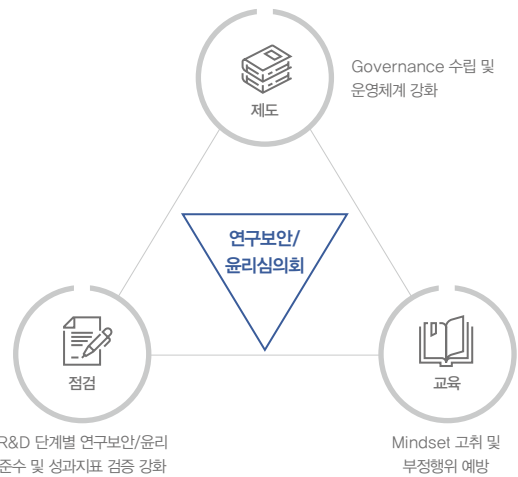 Governance 수립 및
운영체계 강화
제도
연구보안/
윤리심의회
점검
교육
R&D 단계별 연구보안/윤리
준수 및 성과지표 검증 강화
Mindset 고취 및
부정행위 예방